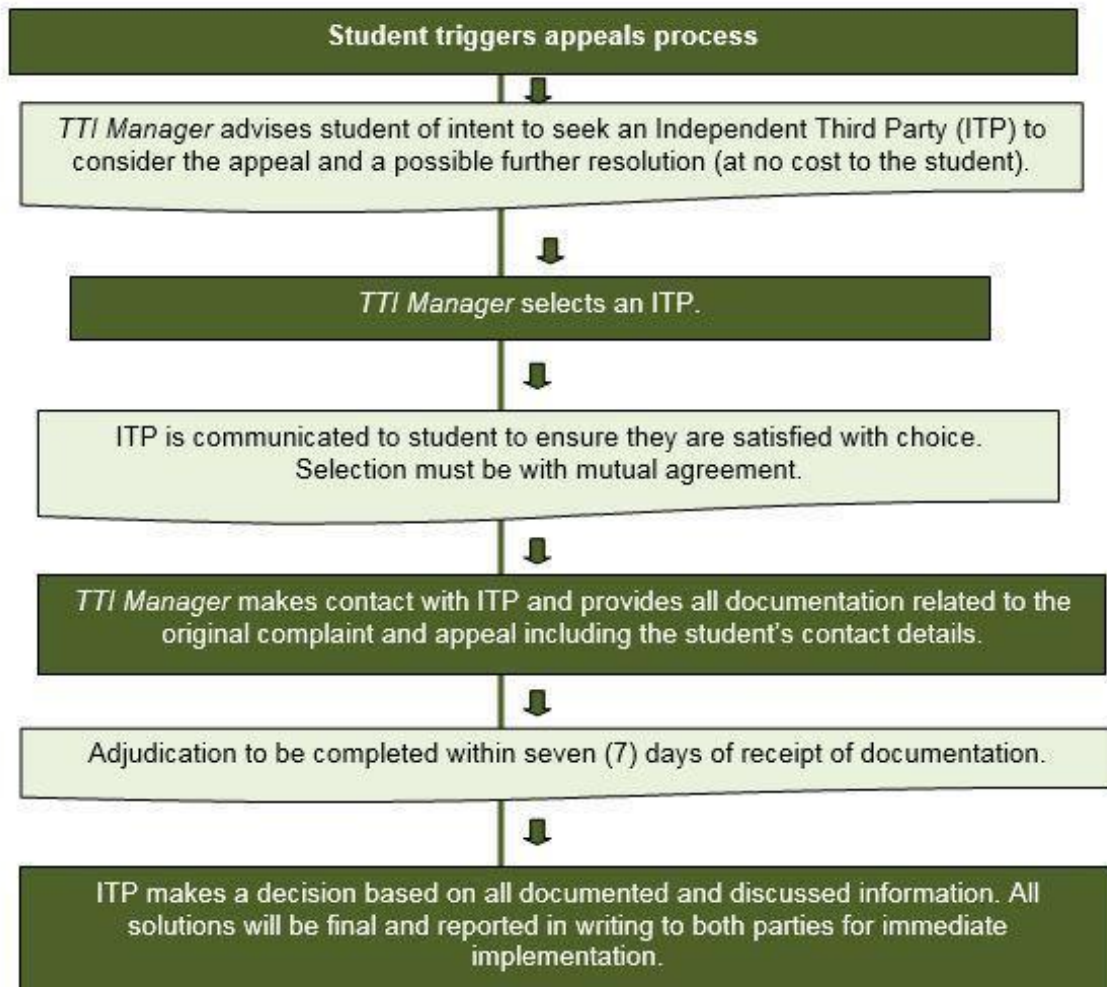 Student triggers appeals process
TTI Manager advises student of intent to seek an Independent Third Party (ITP) to
consider the appeal and a possible further resolution (at no cost to the student).
TTI Manager selects an ITP.
ITP is communicated to student to ensure they are satisfied with choice.
Selection must be with mutual agreement.
TTI Manager makes contact with ITP and provides all documentation related to the
original complaint and appeal including the student's contact details.
Adjudication to be completed within seven (7) days of receipt of documentation.
ITP makes a decision based on all documented and discussed information. All
solutions will be final and reported in writing to both parties for immediate
implementation.